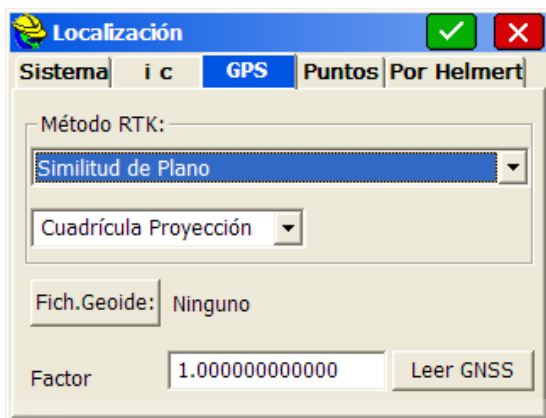 Localización
Sistema i c GPS Puntos Por Helmert
Método RTK:
Similitud de Plano
Cuadrícula Proyección
Fich.Geoide: Ninguno
Factor 1.000000000000 Leer GNSS